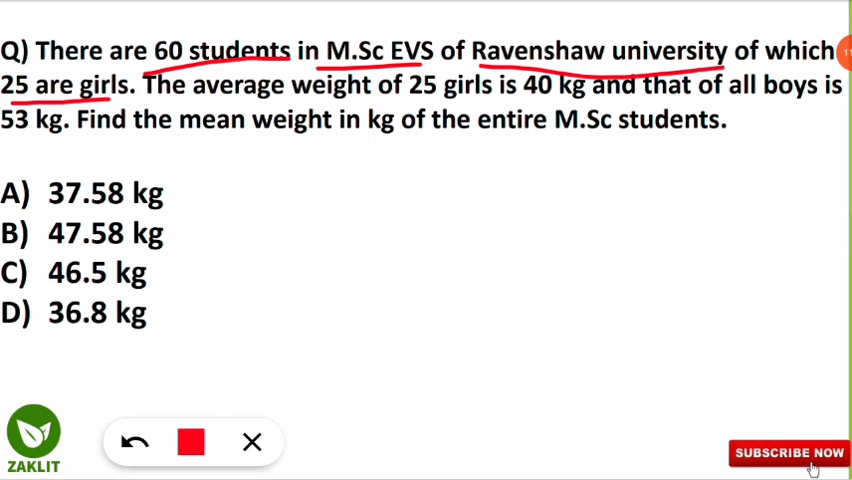 Q) There are 60 students in M.Sc EVS of Ravenshaw university of which
25 are girls. The average weight of 25 girls is 40 kg and that of all boys is
53 kg. Find the mean weight in kg of the entire M.Sc students.
A) 37.58 kg
B) 47.58 kg
C) 46.5 kg
D) 36.8 kg
ZAKLIT
SUBSCRIBE NOW